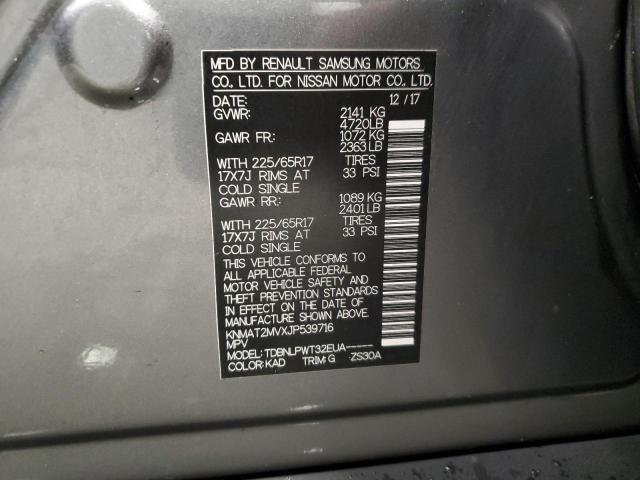 MFD BY RENAULT SAMSUNG MOTORS
CO., LTD. FOR NISSAN MOTOR CO., LTD.
DATE: 12/17
GVWR: 2141 KG
4720LB
GAWR FR: 1072 KG
2363 LB
WITH 225/65R17 TIRES
17X7J RIMS AT 33 PSI
COLD SINGLE
GAWR RR: 1089 KG
2401 LB
WITH 225/65R17 TIRES
17X7J RIMS AT 33 PSI
COLD SINGLE
THIS VEHICLE CONFORMS TO
ALL APPLICABLE FEDERAL
MOTOR VEHICLE SAFETY AND
THEFT PREVENTION STANDARDS
IN EFFECT ON THE DATE OF
MANUFACTURE SHOWN ABOVE.
KNMAT2MVXJP539716
MPV
MODEL: TDBNLPWT32EUA-----
COLOR: KAD TRIM: G ZS30A